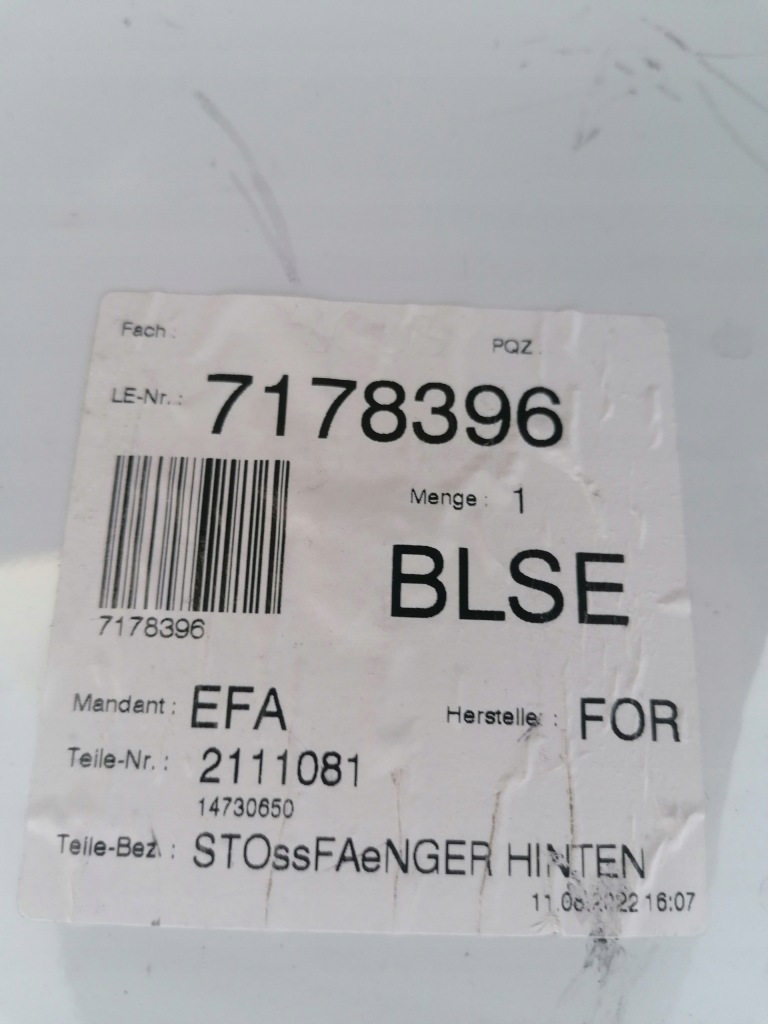 Fach :
PQZ.
LE-Nr. : 7178396
Menge : 1
BLSE
7178396
Mandant : EFA
Hersteller : FOR
Teile-Nr. : 2111081
14730650
Teile-Bez. : STOssFAeNGER HINTEN
16:07